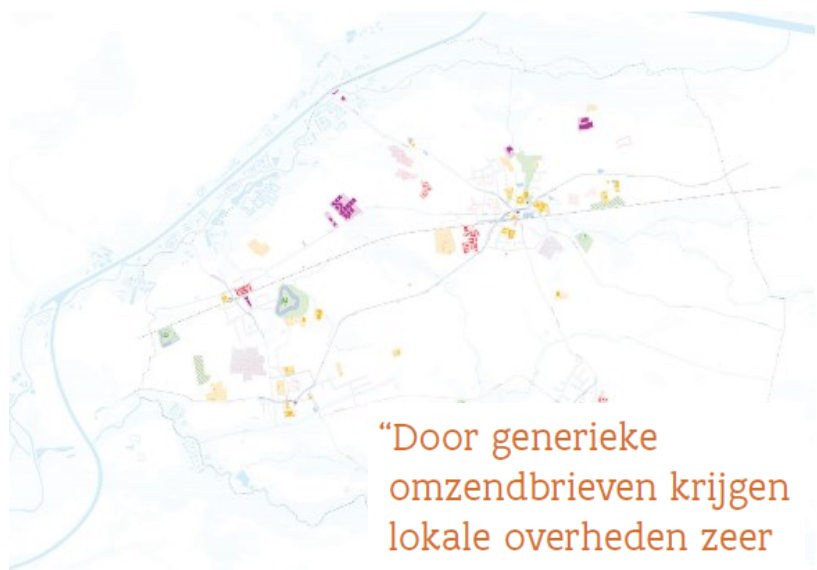 “Door generieke
omzendbrieven krijgen
lokale overheden zeer